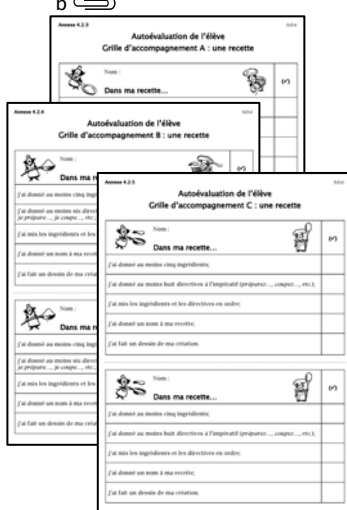 b
Annexe 4.2.3
Autoévaluation de l'élève
Grille d'accompagnement A : une recette
Nom :
Dans ma recette...
(✓)
Annexe 4.2.4
Autoévaluation de l'élève
Grille d'accompagnement B : une recette
Nom :
Dans ma
J'ai donné au moins cinq
J'ai donné au moins six
je prépare..., je coupe..., etc.
J'ai mis les ingrédients et les
J'ai donné un nom à ma
J'ai fait un dessin de ma
Nom :
Dans ma
J'ai donné au moins cinq
J'ai donné au moins six
je prépare..., je coupe..., etc.
J'ai mis les ingrédients et les
J'ai donné un nom à ma
J'ai fait un dessin de ma
Annexe 4.2.5
Autoévaluation de l'élève
Grille d'accompagnement C : une recette
Nom :
Dans ma recette...
(✓)
J'ai donné au moins cinq ingrédients;
J'ai donné au moins huit directives à l'impératif (préparez..., coupez..., etc.);
J'ai mis les ingrédients et les directives en ordre;
J'ai donné un nom à ma recette;
J'ai fait un dessin de ma création.
Nom :
Dans ma recette...
(✓)
J'ai donné au moins cinq ingrédients;
J'ai donné au moins huit directives à l'impératif (préparez..., coupez..., etc.);
J'ai mis les ingrédients et les directives en ordre;
J'ai donné un nom à ma recette;
J'ai fait un dessin de ma création.